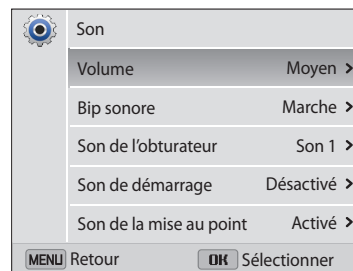 Son
Volume Moyen >
Bip sonore Marche >
Son de l'obturateur Son 1 >
Son de démarrage Désactivé >
Son de la mise au point Activé >
MENU Retour OK Sélectionner